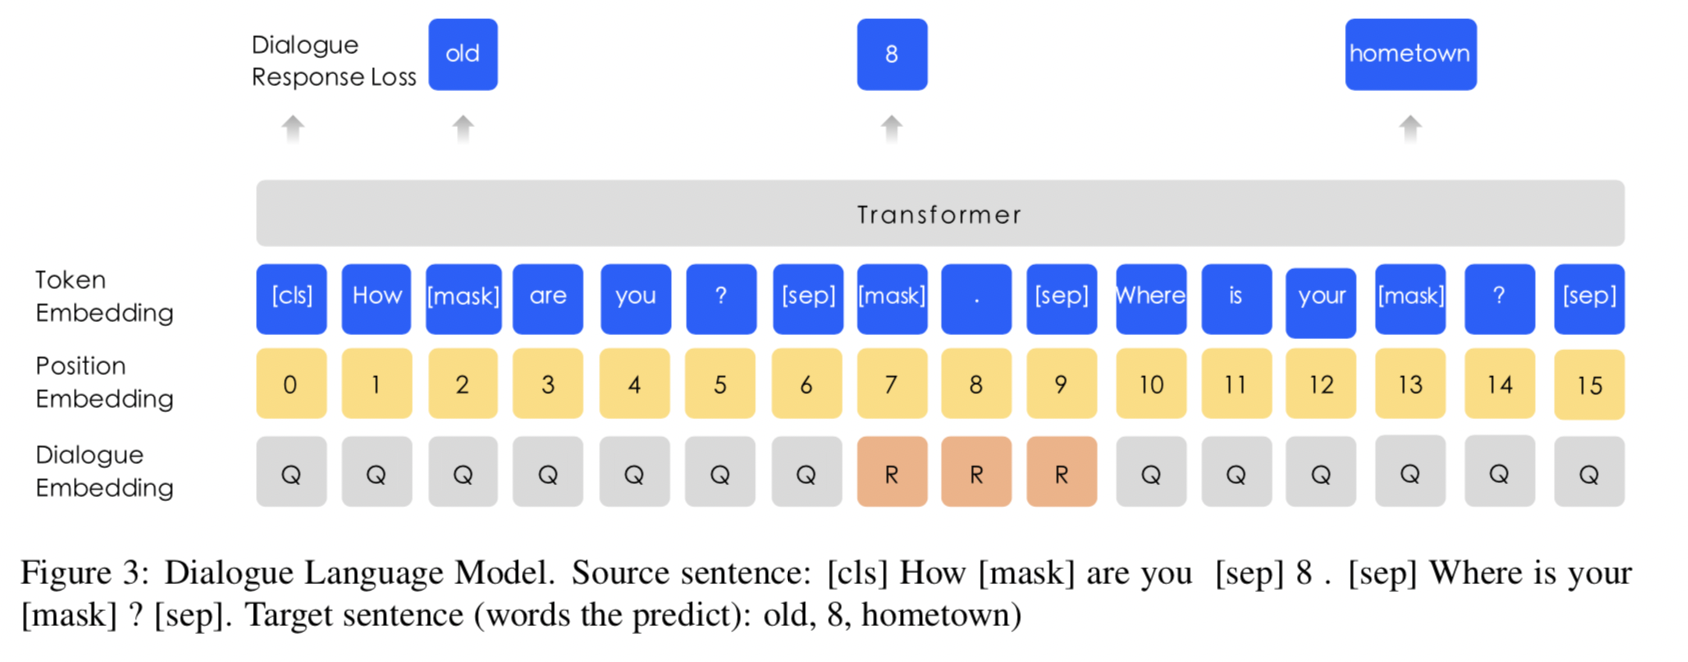 Dialogue
Response Loss
old
8
hometown
Transformer
Token
Embedding
[cls] How [mask] are you ? [sep] [mask] . [sep] Where is your [mask] ? [sep]
Position
Embedding
0 1 2 3 4 5 6 7 8 9 10 11 12 13 14 15
Dialogue
Embedding
Q Q Q Q Q Q Q R R R Q Q Q Q Q Q
Figure 3: Dialogue Language Model. Source sentence: [cls] How [mask] are you [sep] 8 . [sep] Where is your
[mask] ? [sep]. Target sentence (words the predict): old, 8, hometown)